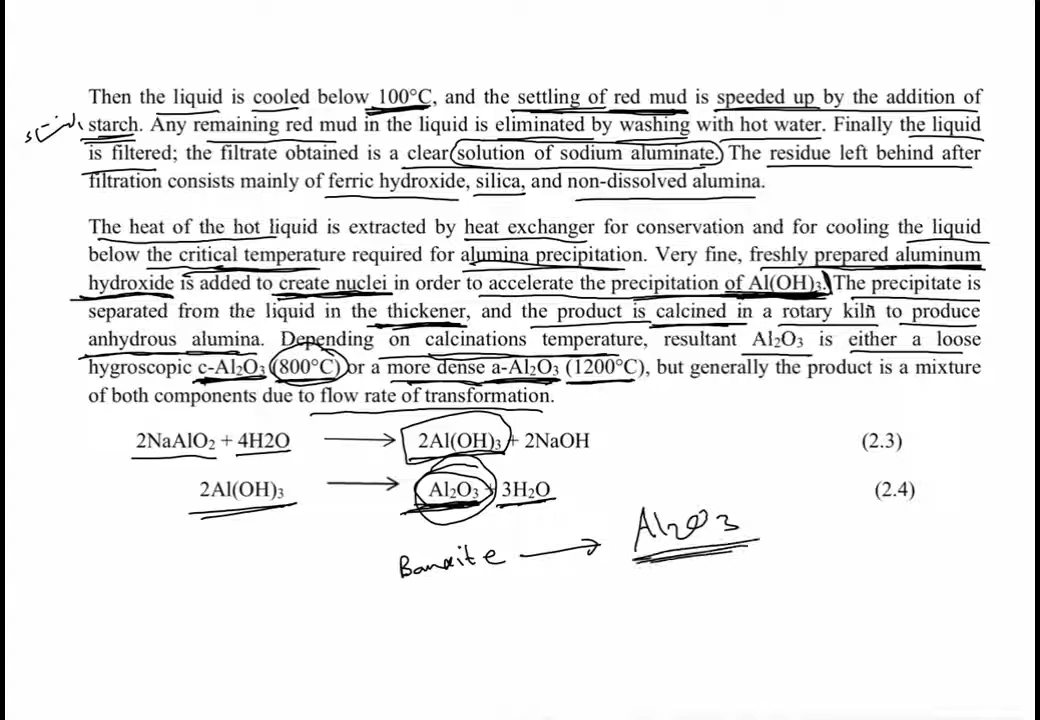 Then the liquid is cooled below 100°C, and the settling of red mud is speeded up by the addition of
starch. Any remaining red mud in the liquid is eliminated by washing with hot water. Finally the liquid
is filtered; the filtrate obtained is a clear solution of sodium aluminate. The residue left behind after
filtration consists mainly of ferric hydroxide, silica, and non-dissolved alumina.
The heat of the hot liquid is extracted by heat exchanger for conservation and for cooling the liquid
below the critical temperature required for alumina precipitation. Very fine, freshly prepared aluminum
hydroxide is added to create nuclei in order to accelerate the precipitation of Al(OH)₃. The precipitate is
separated from the liquid in the thickener, and the product is calcined in a rotary kiln to produce
anhydrous alumina. Depending on calcinations temperature, resultant Al₂O₃ is either a loose
hygroscopic c-Al₂O₃ (800°C) or a more dense a-Al₂O₃ (1200°C), but generally the product is a mixture
of both components due to flow rate of transformation.
2NaAlO₂ + 4H2O → 2Al(OH)₃ + 2NaOH (2.3)
2Al(OH)₃ → Al₂O₃ + 3H₂O (2.4)
Bauxite → Al₂O₃